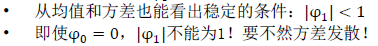 • 从均值和方差也能看出稳定的条件：|φ₁| < 1
• 即使φ₀ = 0，|φ₁|不能为1！要不然方差发散！